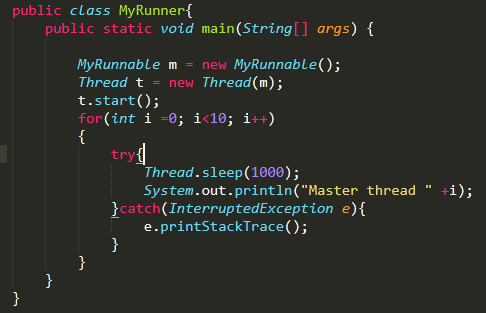 public class MyRunner{
    public static void main(String[] args) {

        MyRunnable m = new MyRunnable();
        Thread t = new Thread(m);
        t.start();
        for(int i =0; i<10; i++)
        {
            try{
                Thread.sleep(1000);
                System.out.println("Master thread " +i);
            }catch(InterruptedException e){
                e.printStackTrace();
            }
        }
    }
}